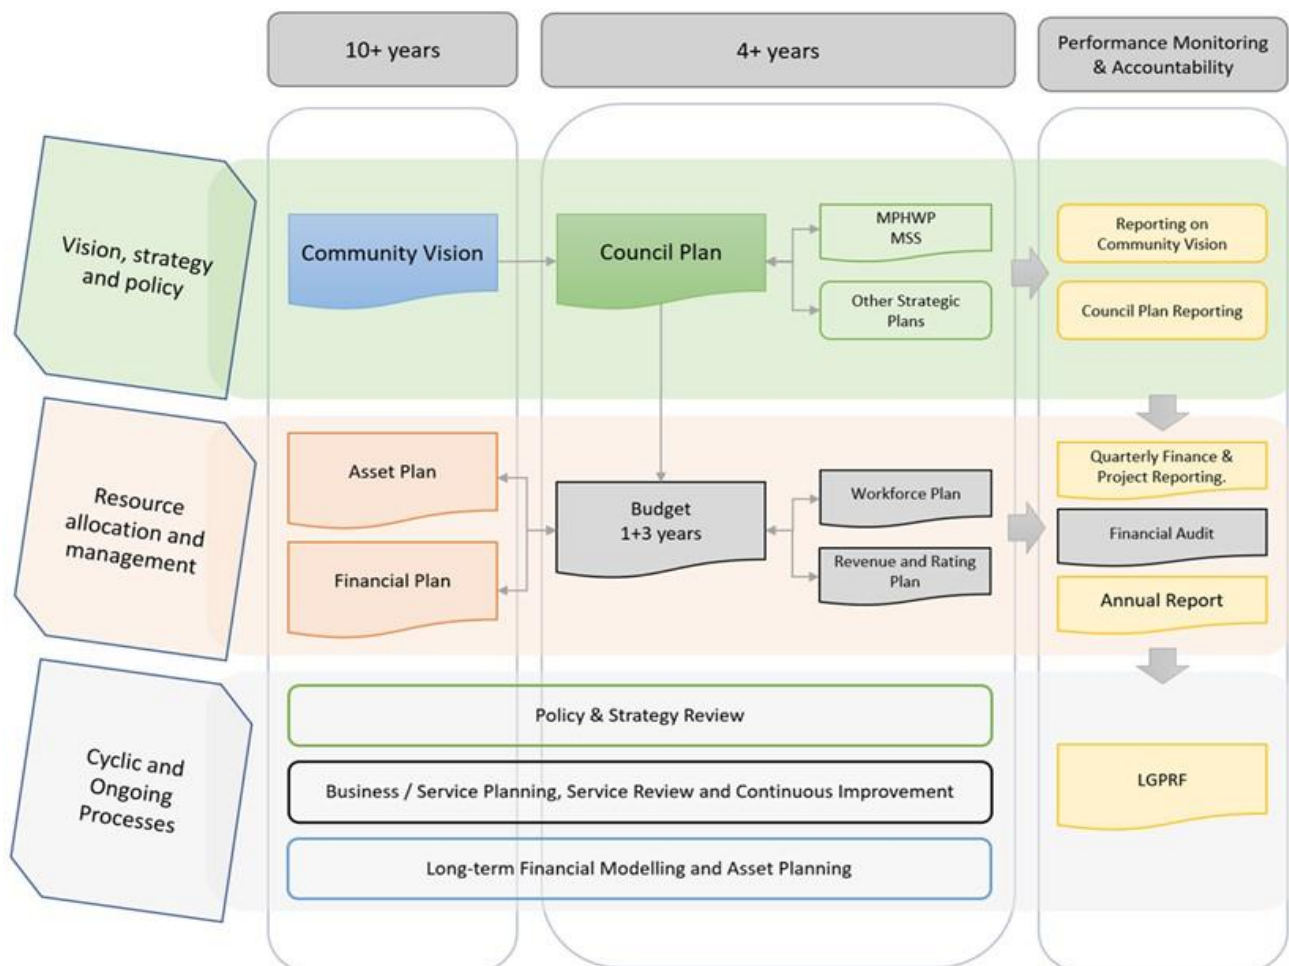 10+ years
4+ years
Performance Monitoring
& Accountability
Vision, strategy
and policy
Community Vision
Council Plan
MPHWP
MSS
Other Strategic
Plans
Reporting on
Community Vision
Council Plan Reporting
Resource
allocation and
management
Asset Plan
Financial Plan
Budget
1+3 years
Workforce Plan
Revenue and Rating
Plan
Quarterly Finance &
Project Reporting.
Financial Audit
Annual Report
Cyclic and
Ongoing
Processes
Policy & Strategy Review
Business / Service Planning, Service Review and Continuous Improvement
Long-term Financial Modelling and Asset Planning
LGPRF